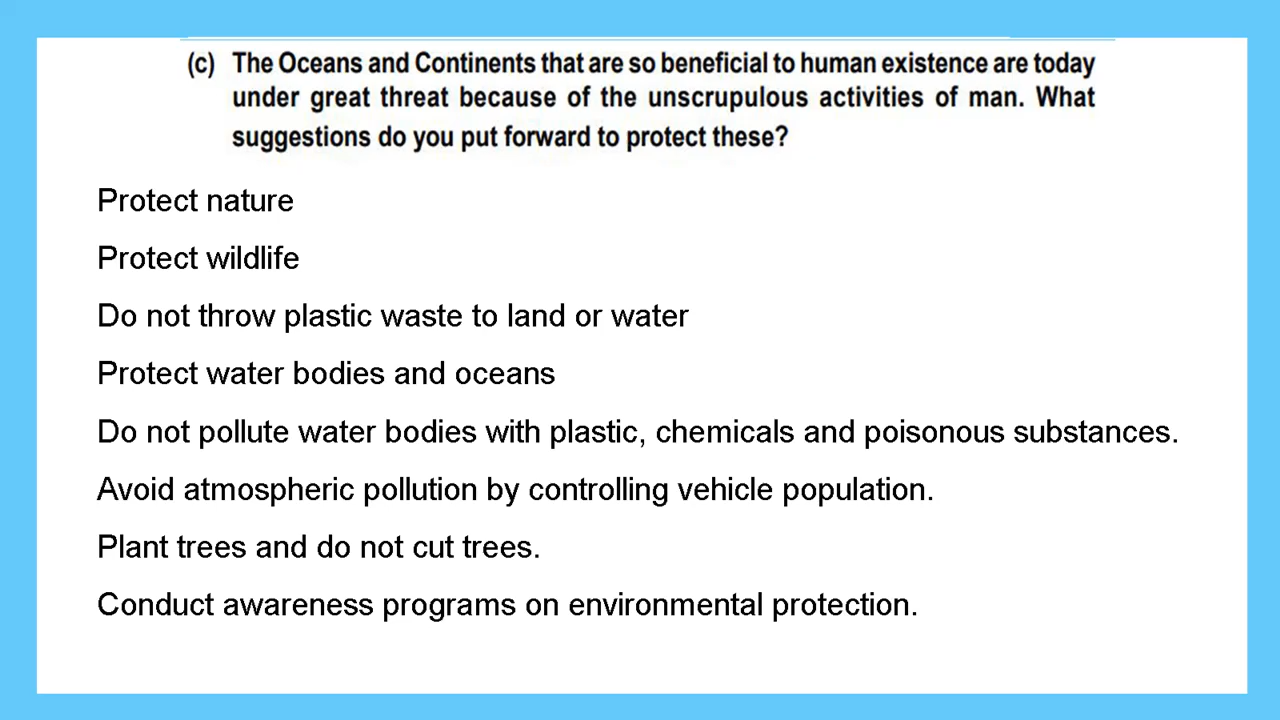 (c) The Oceans and Continents that are so beneficial to human existence are today
under great threat because of the unscrupulous activities of man. What
suggestions do you put forward to protect these?
Protect nature
Protect wildlife
Do not throw plastic waste to land or water
Protect water bodies and oceans
Do not pollute water bodies with plastic, chemicals and poisonous substances.
Avoid atmospheric pollution by controlling vehicle population.
Plant trees and do not cut trees.
Conduct awareness programs on environmental protection.